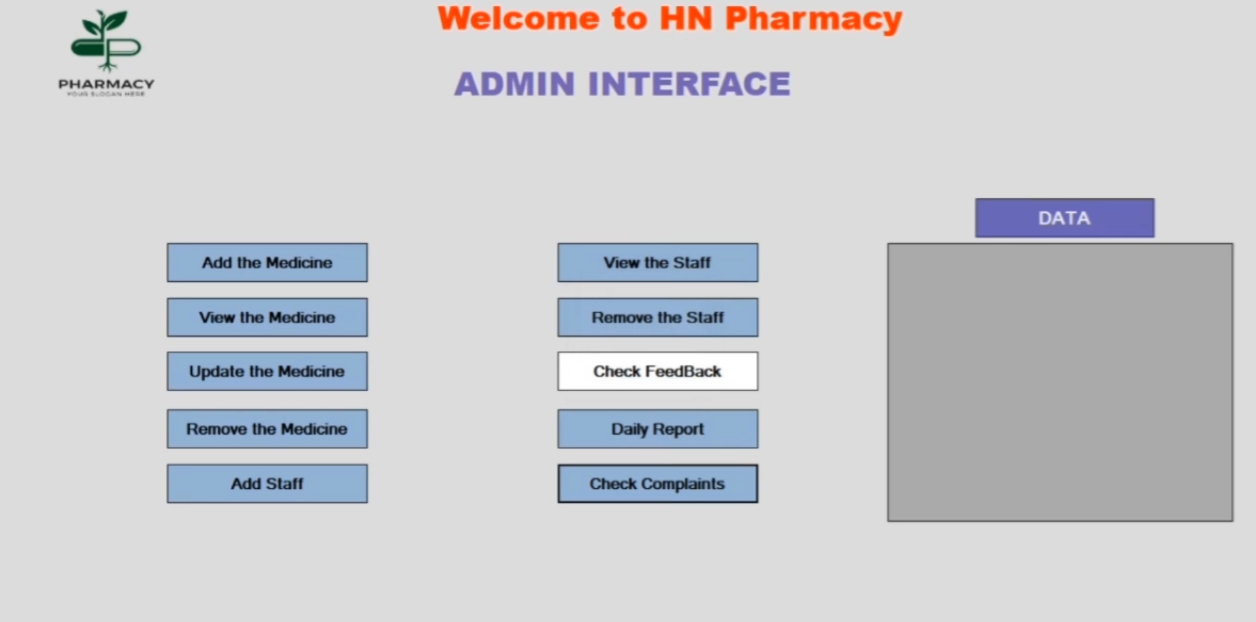 Welcome to HN Pharmacy
PHARMACY
YOUR SLOGAN HERE
ADMIN INTERFACE
DATA
Add the Medicine
View the Staff
View the Medicine
Remove the Staff
Update the Medicine
Check FeedBack
Remove the Medicine
Daily Report
Add Staff
Check Complaints